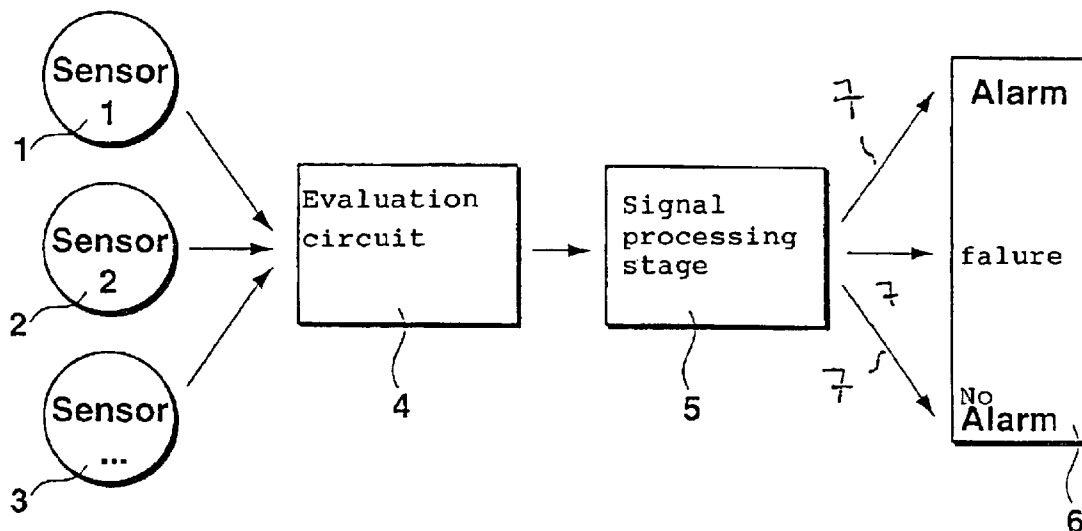 Sensor
1
1
Sensor
2
2
Sensor
...
3
Evaluation
circuit
4
Signal
processing
stage
5
7
7
7
Alarm
falure
No
Alarm
6